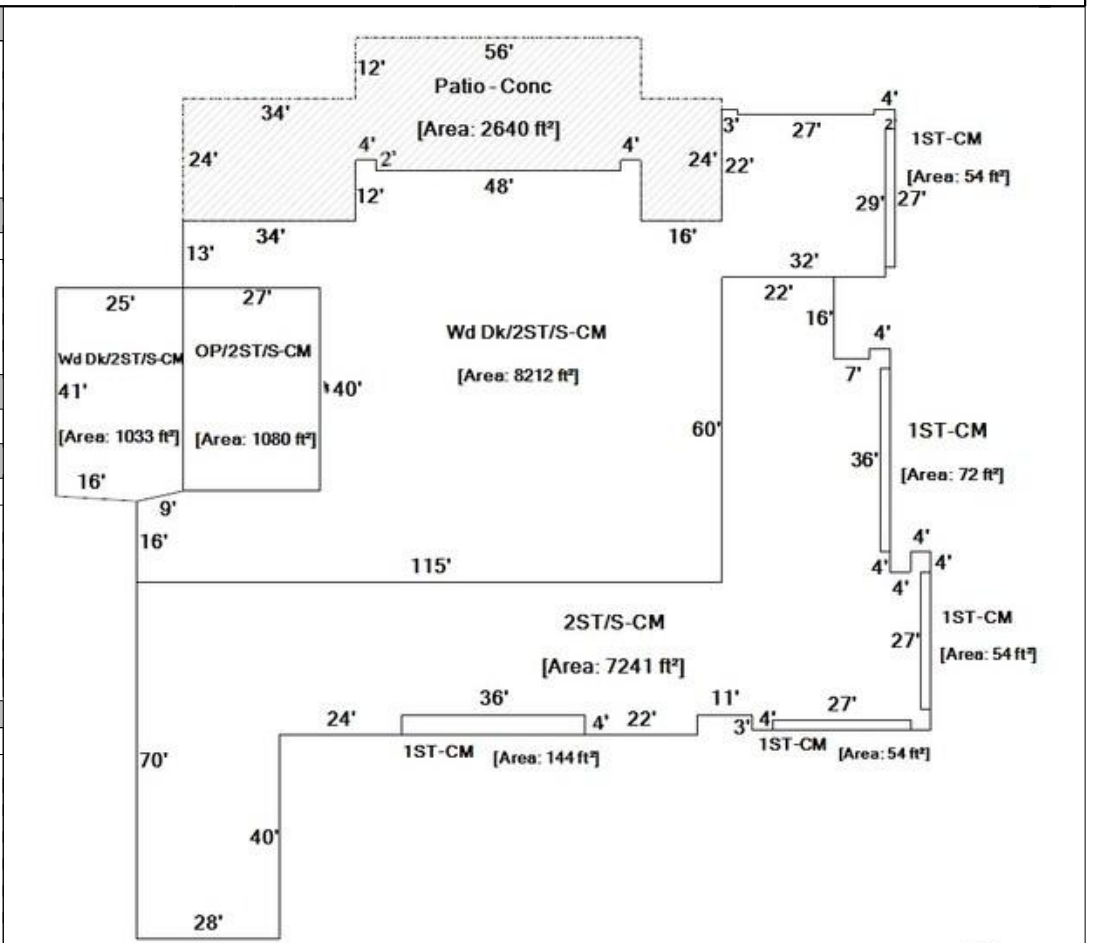 56'
12'
Patio - Conc
34'
[Area: 2640 ft²]
4'
3'
27'
2'
1ST-CM
24'
4'
2'
4'
24'
22'
[Area: 54 ft²]
48'
12'
29'
27'
34'
16'
13'
32'
25'
27'
22'
16'
Wd Dk/2ST/S-CM
4'
Wd Dk/2ST/S-CM
OP/2ST/S-CM
7'
[Area: 8212 ft²]
41'
40'
60'
1ST-CM
[Area: 1033 ft²]
[Area: 1080 ft²]
36'
[Area: 72 ft²]
16'
9'
16'
4'
4'
4'
4'
115'
2ST/S-CM
1ST-CM
27'
[Area: 7241 ft²]
[Area: 54 ft²]
36'
11'
27'
24'
4'
22'
3'
4'
1ST-CM
[Area: 144 ft²]
1ST-CM
[Area: 54 ft²]
70'
40'
28'